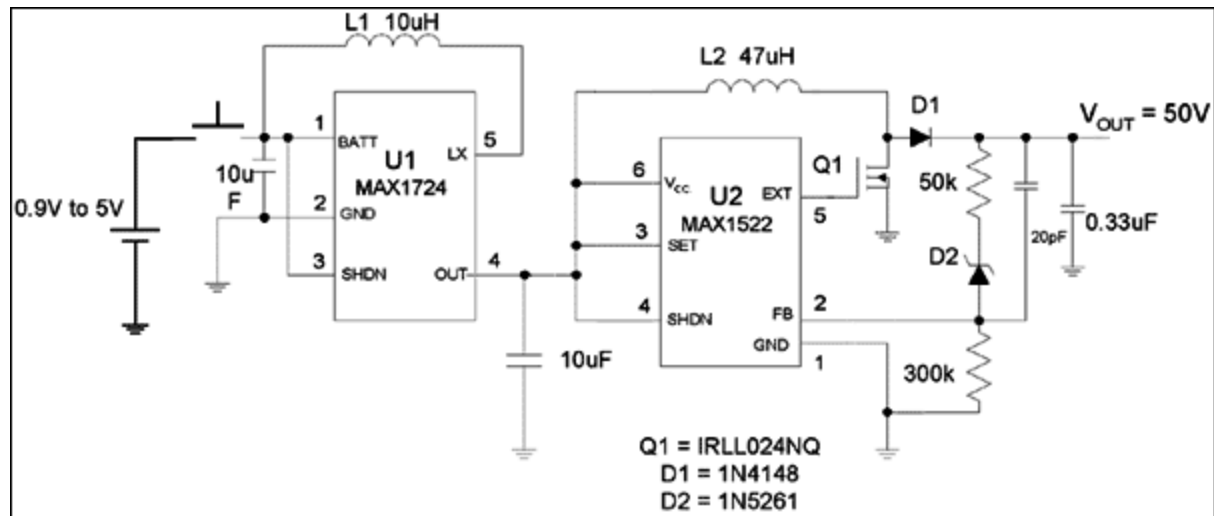 L1 10uH
L2 47uH
D1
V_OUT = 50V
1
BATT
U1
MAX1724
LX
5
10u
F
0.9V to 5V
2
GND
3
SHDN
OUT
4
10uF
6
V_CC
U2
MAX1522
EXT
5
Q1
3
SET
4
SHDN
FB
2
GND
1
50k
20pF
0.33uF
D2
300k
Q1 = IRLL024NQ
D1 = 1N4148
D2 = 1N5261